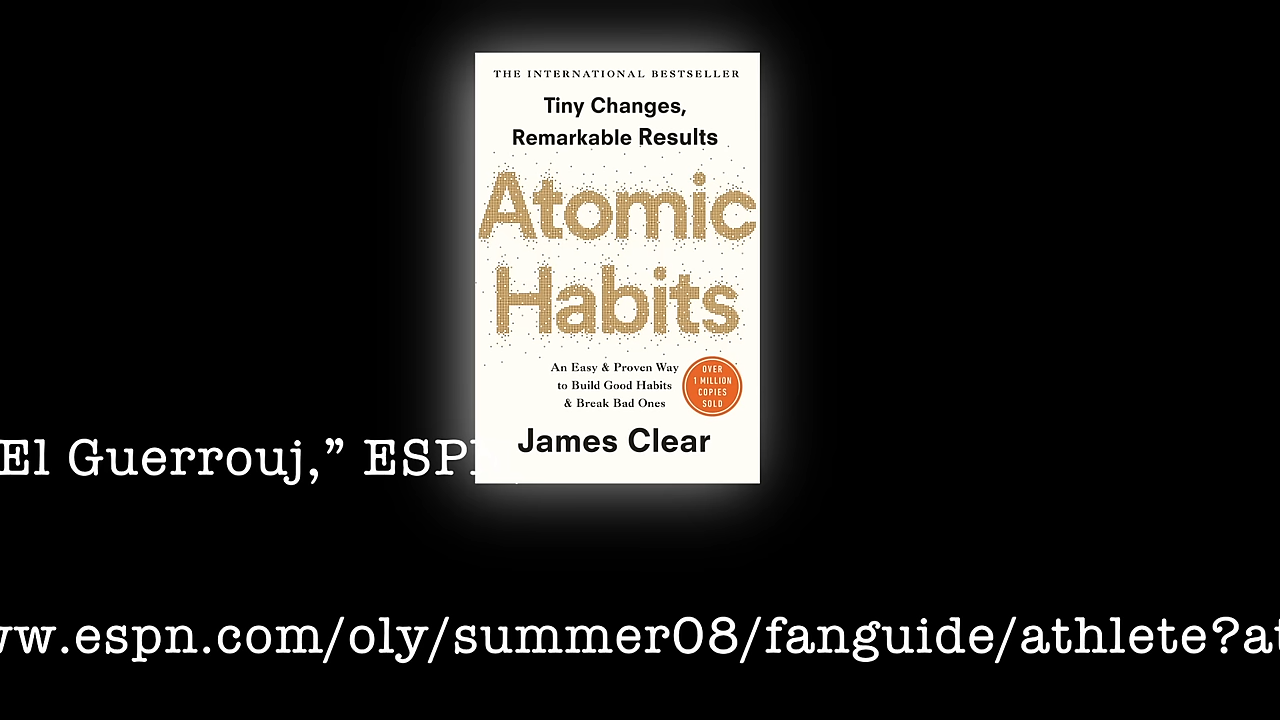 THE INTERNATIONAL BESTSELLER
Tiny Changes,
Remarkable Results
Atomic
Habits
An Easy & Proven Way
to Build Good Habits
& Break Bad Ones
OVER
1 MILLION
COPIES
SOLD
James Clear
El Guerrouj,” ESPN,
ww.espn.com/oly/summer08/fanguide/athlete?at